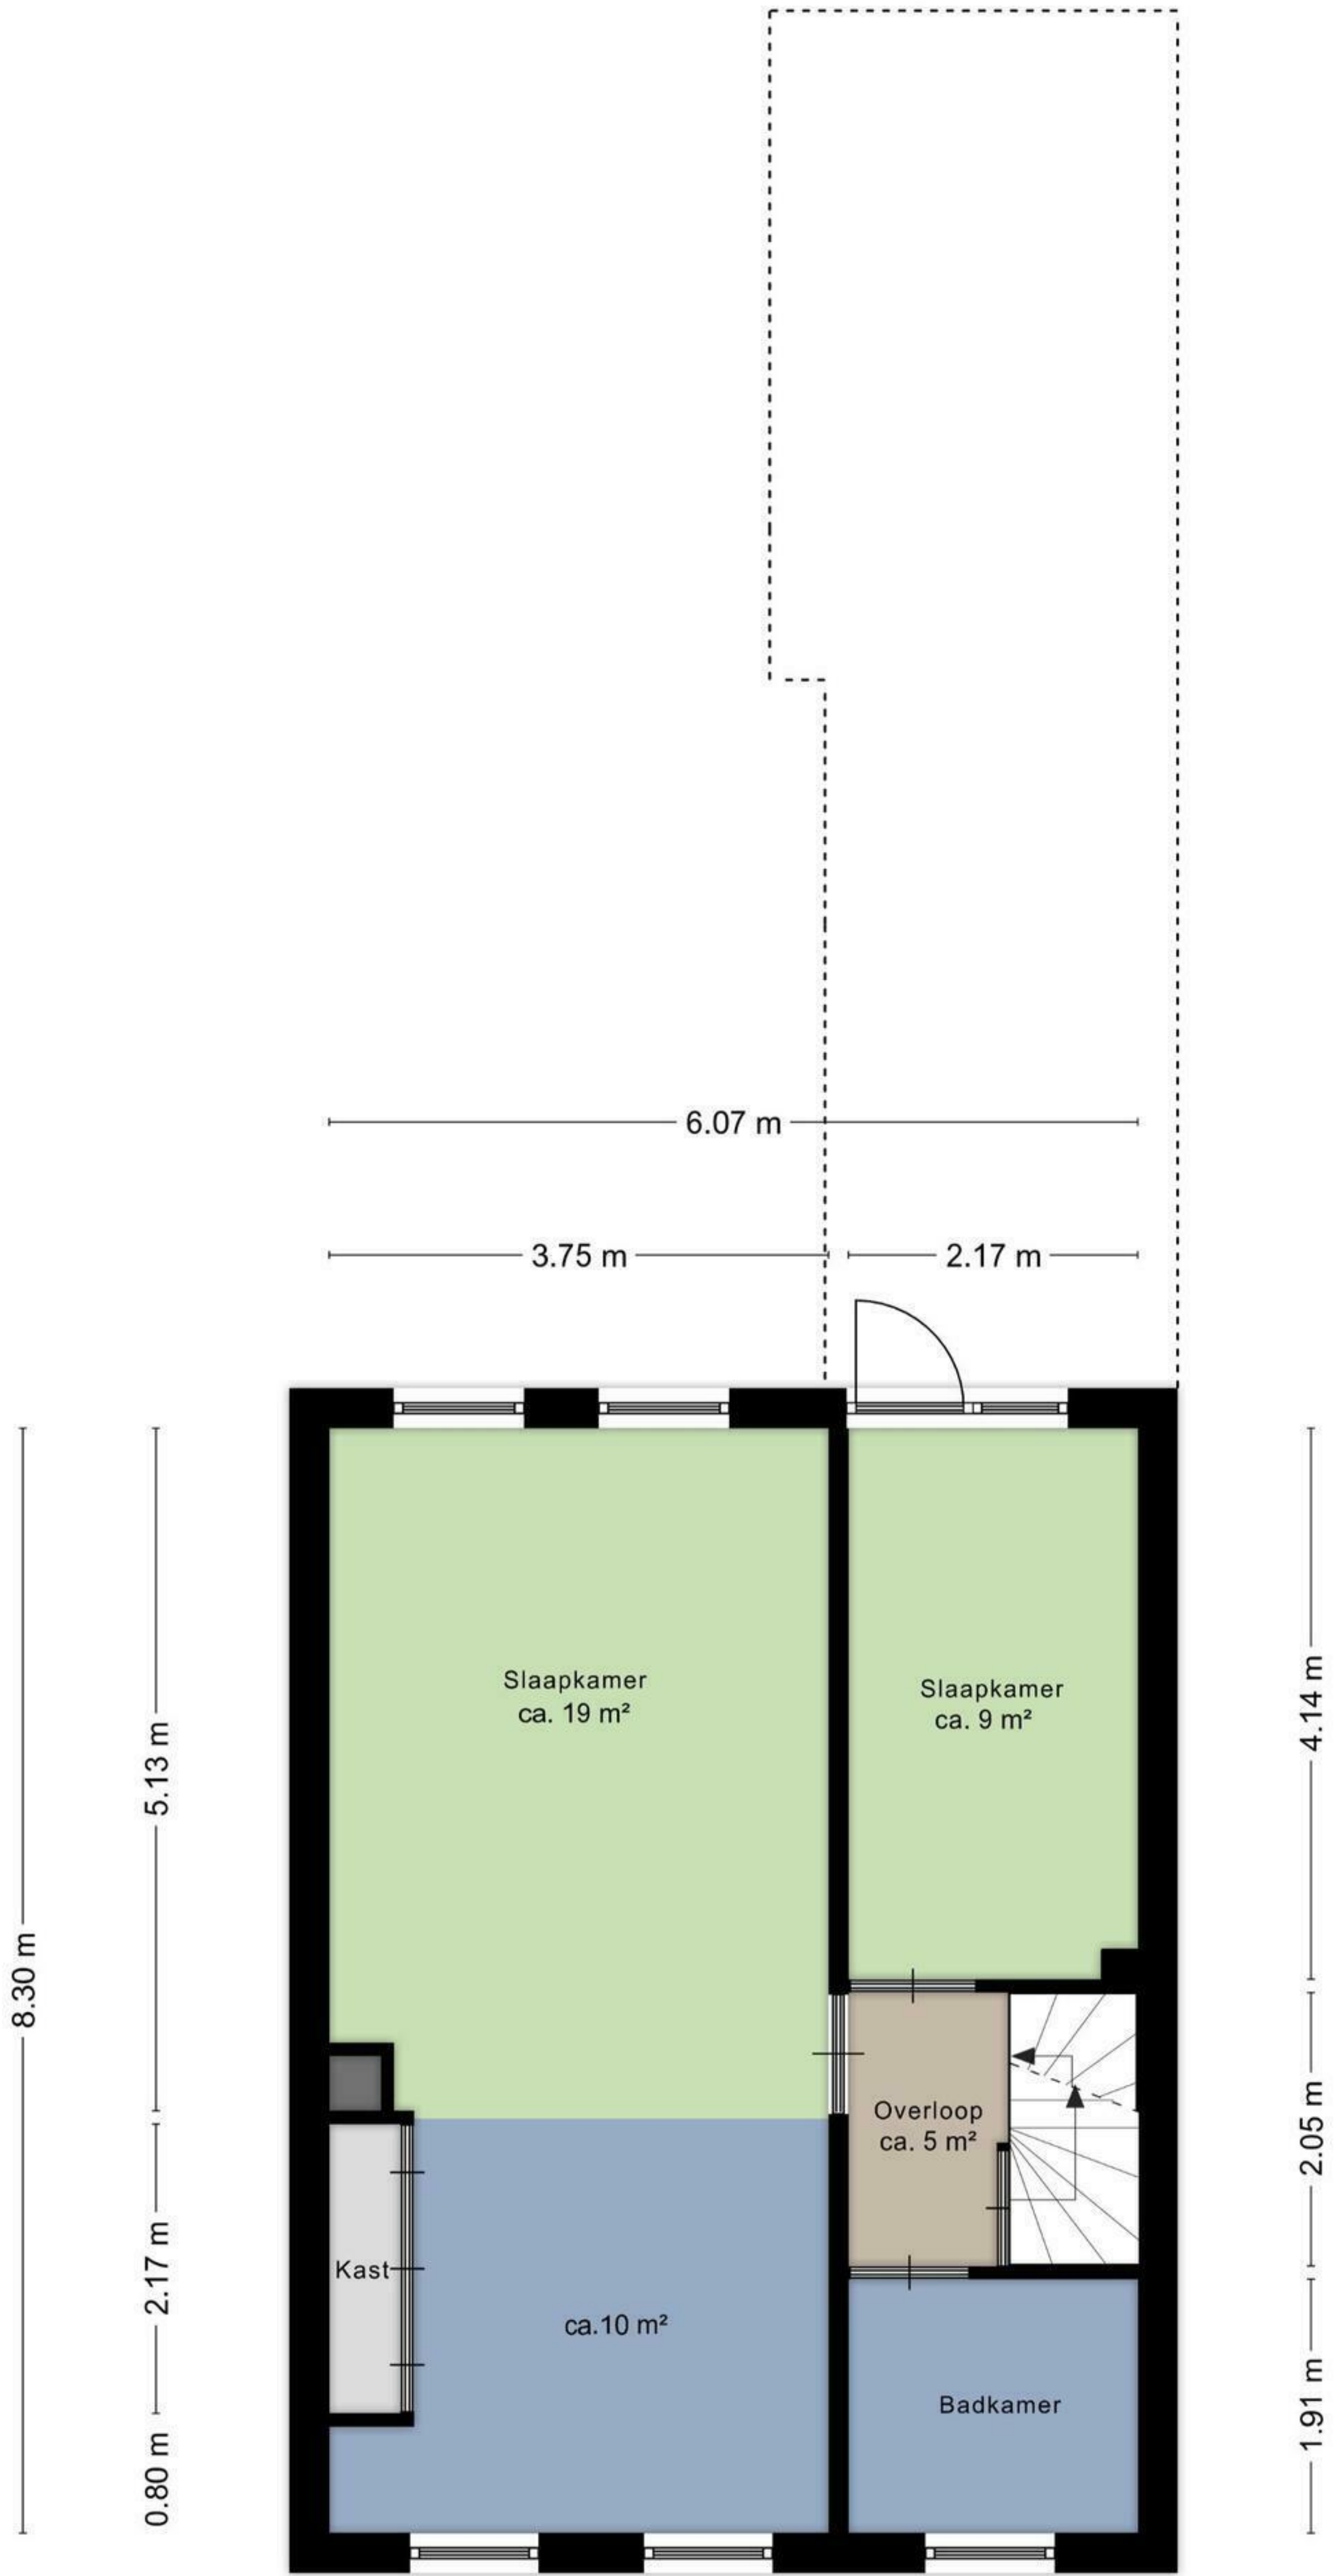 6.07 m
3.75 m
2.17 m
8.30 m
5.13 m
2.17 m
0.80 m
4.14 m
2.05 m
1.91 m
Slaapkamer
ca. 19 m²
Slaapkamer
ca. 9 m²
Overloop
ca. 5 m²
Kast
ca.10 m²
Badkamer